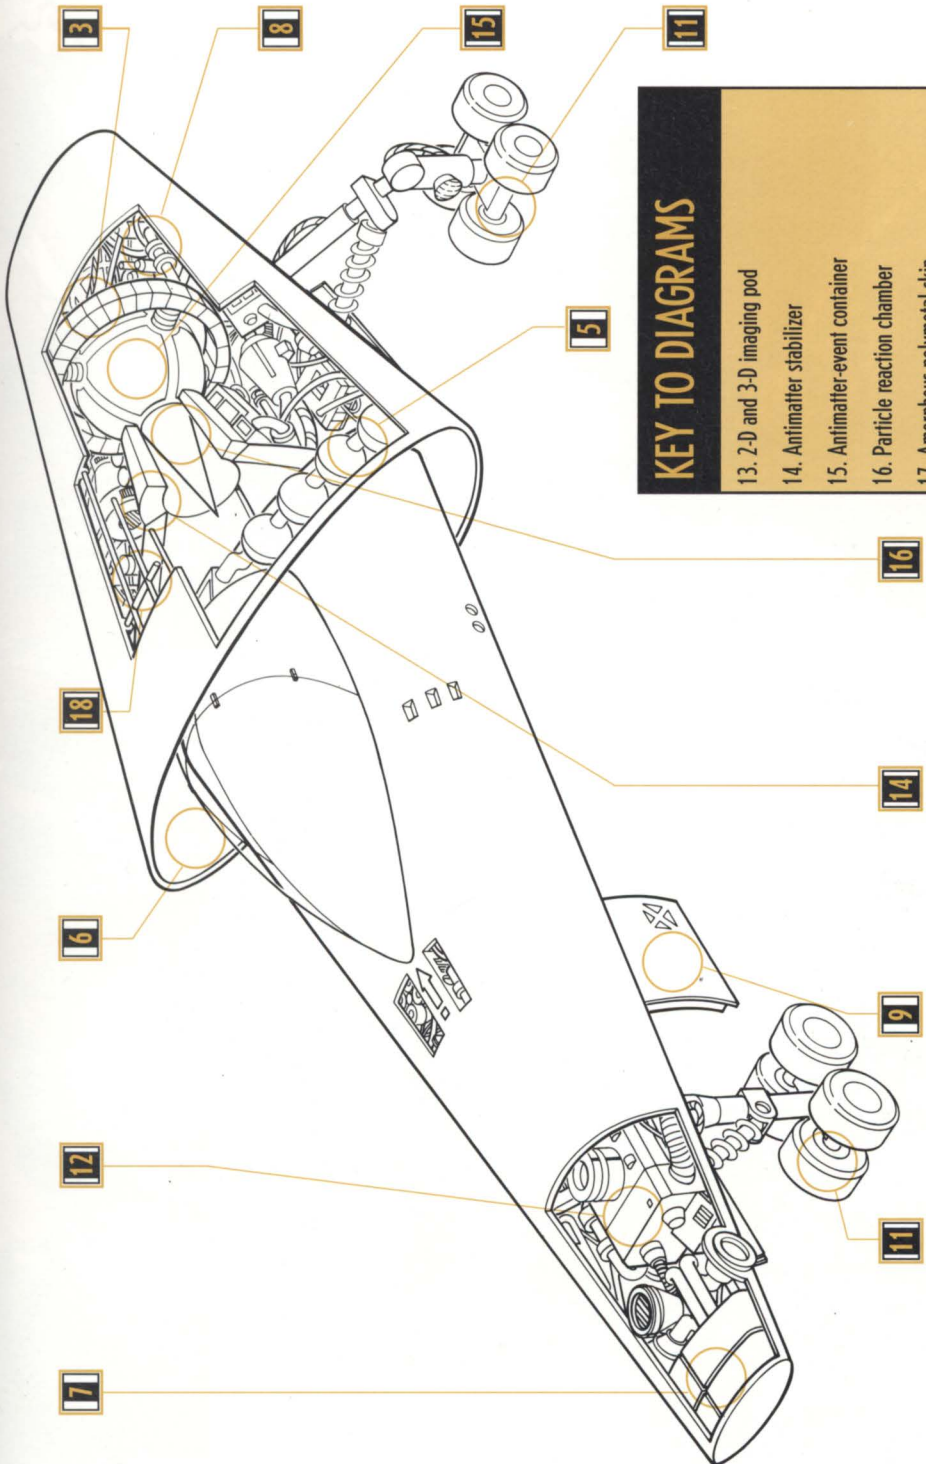 3
8
15
11
5
16
18
14
6
9
12
11
7
KEY TO DIAGRAMS
13. 2-D and 3-D imaging pod
14. Antimatter stabilizer
15. Antimatter-event container
16. Particle reaction chamber